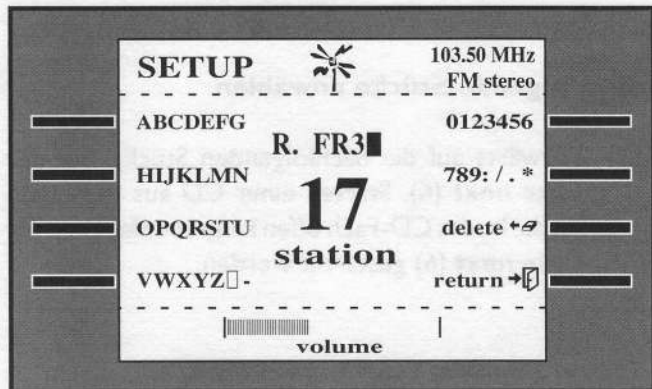 SETUP
103.50 MHz
FM stereo
ABCDEFG
0123456
R. FR3
HIJKLMN
789: / . *
17
OPQRSTU
delete
station
VWXYZ -
return
volume